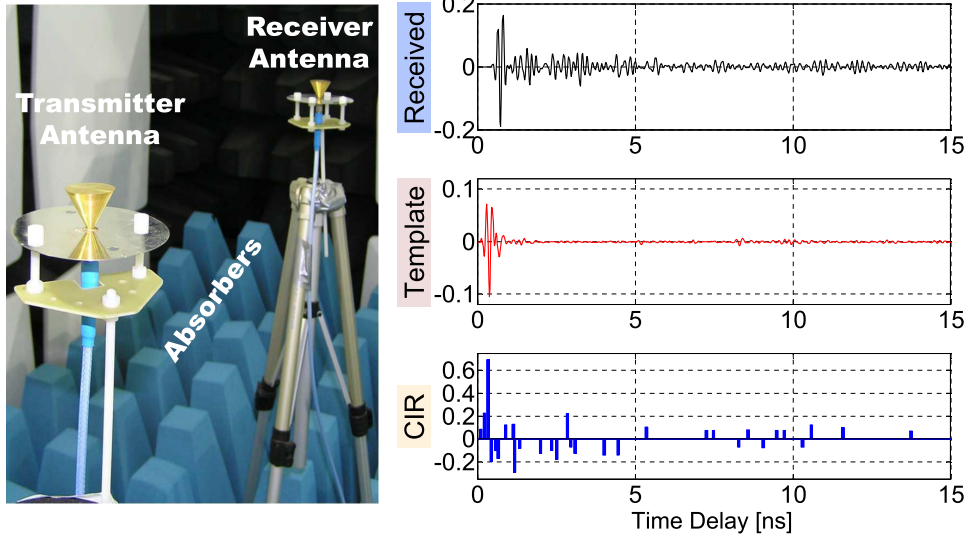 Receiver
Antenna
Transmitter
Antenna
Absorbers
Received
0.2
0
-0.2
0 5 10 15
Template
0.1
0
-0.1
0 5 10 15
CIR
0.6
0.4
0.2
0
-0.2
0 5 10 15
Time Delay [ns]